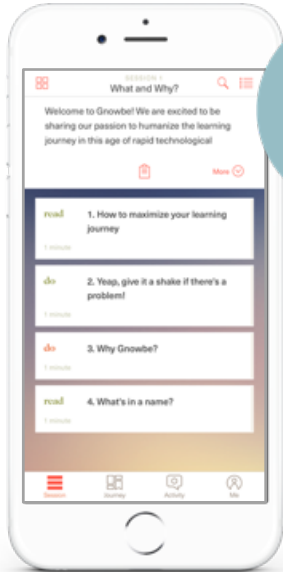 SESSION 1
What and Why?
Welcome to Gnowbe! We are excited to be
sharing our passion to humanize the learning
journey in this age of rapid technological
More
read
1. How to maximize your learning
journey
1 minute
do
2. Yeap, give it a shake if there's a
problem!
1 minute
do
3. Why Gnowbe?
1 minute
read
4. What's in a name?
1 minute
Session
Journey
Activity
Me